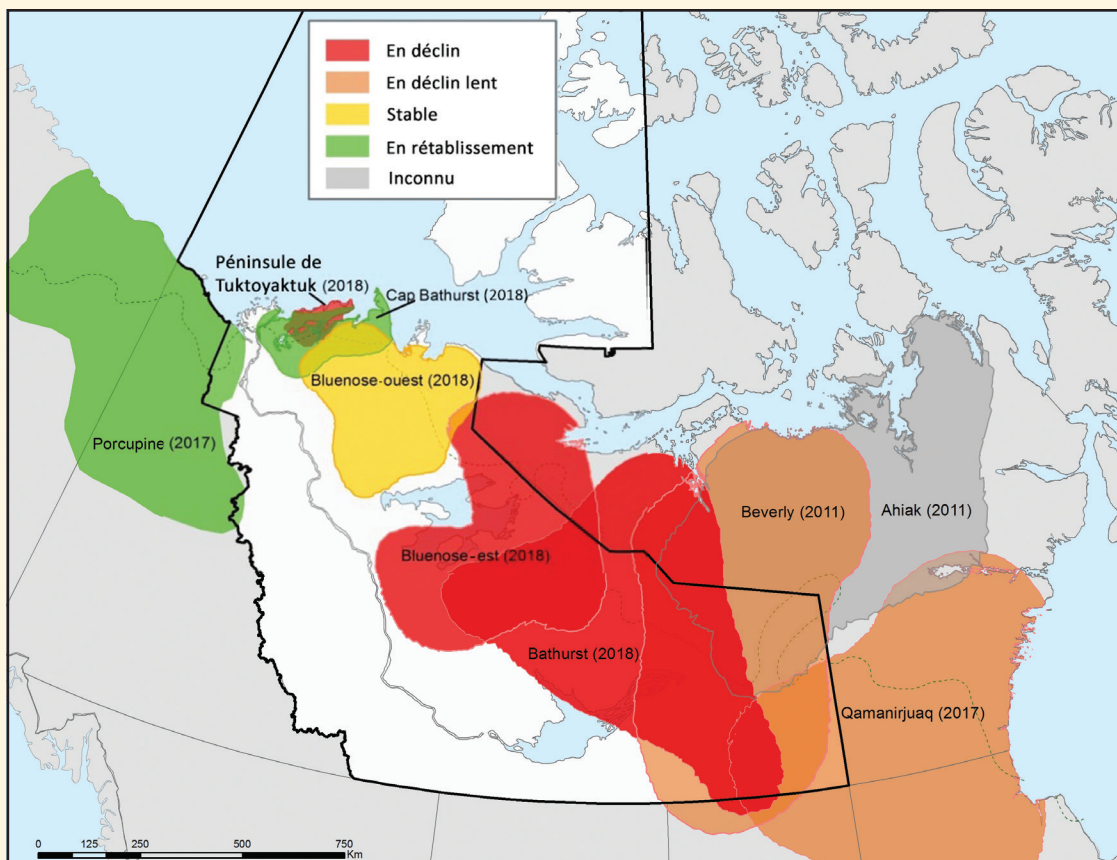 En déclin
En déclin lent
Stable
En rétablissement
Inconnu
Péninsule de
Tuktoyaktuk (2018)
Cap Bathurst (2018)
Bluenose-ouest (2018)
Porcupine (2017)
Beverly (2011)
Ahiak (2011)
Bluenose-est (2018)
Bathurst (2018)
Qamanirjuaq (2017)
0 125 250 500 750
Km